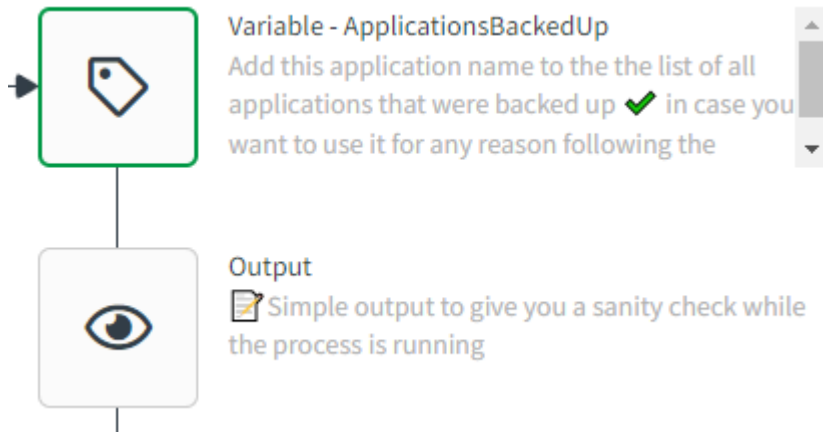 Variable - ApplicationsBackedUp
Add this application name to the the list of all
applications that were backed up ✔ in case you
want to use it for any reason following the
Output
📝 Simple output to give you a sanity check while
the process is running